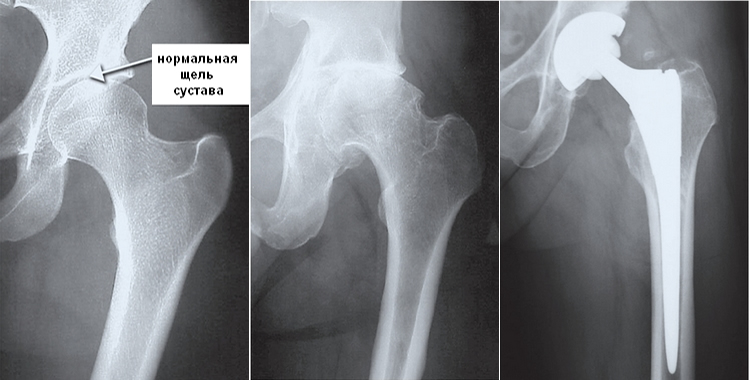 нормальная
щель
сустава